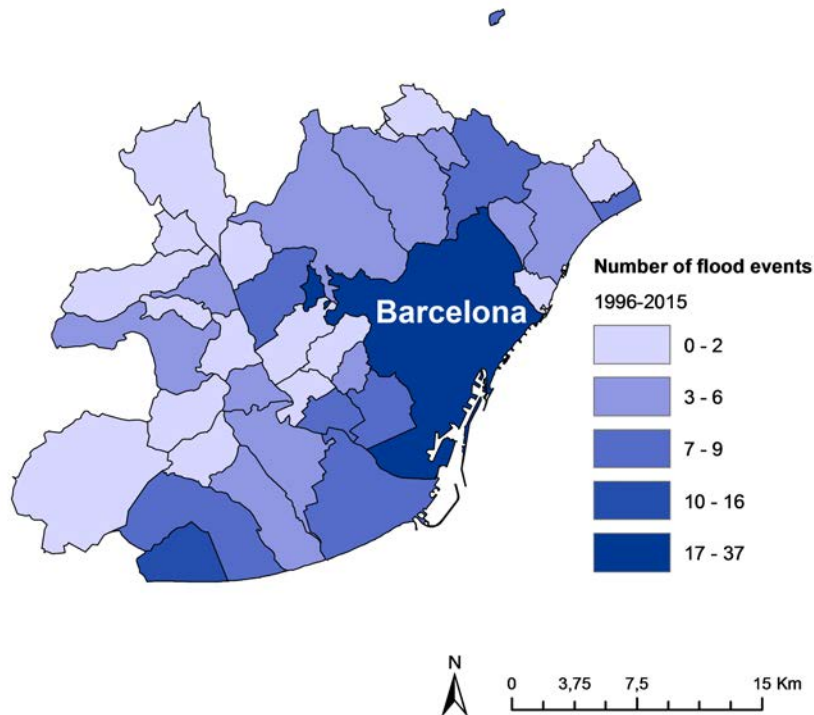 Barcelona
Number of flood events
1996-2015
0 - 2
3 - 6
7 - 9
10 - 16
17 - 37
N
0 3,75 7,5 15 Km